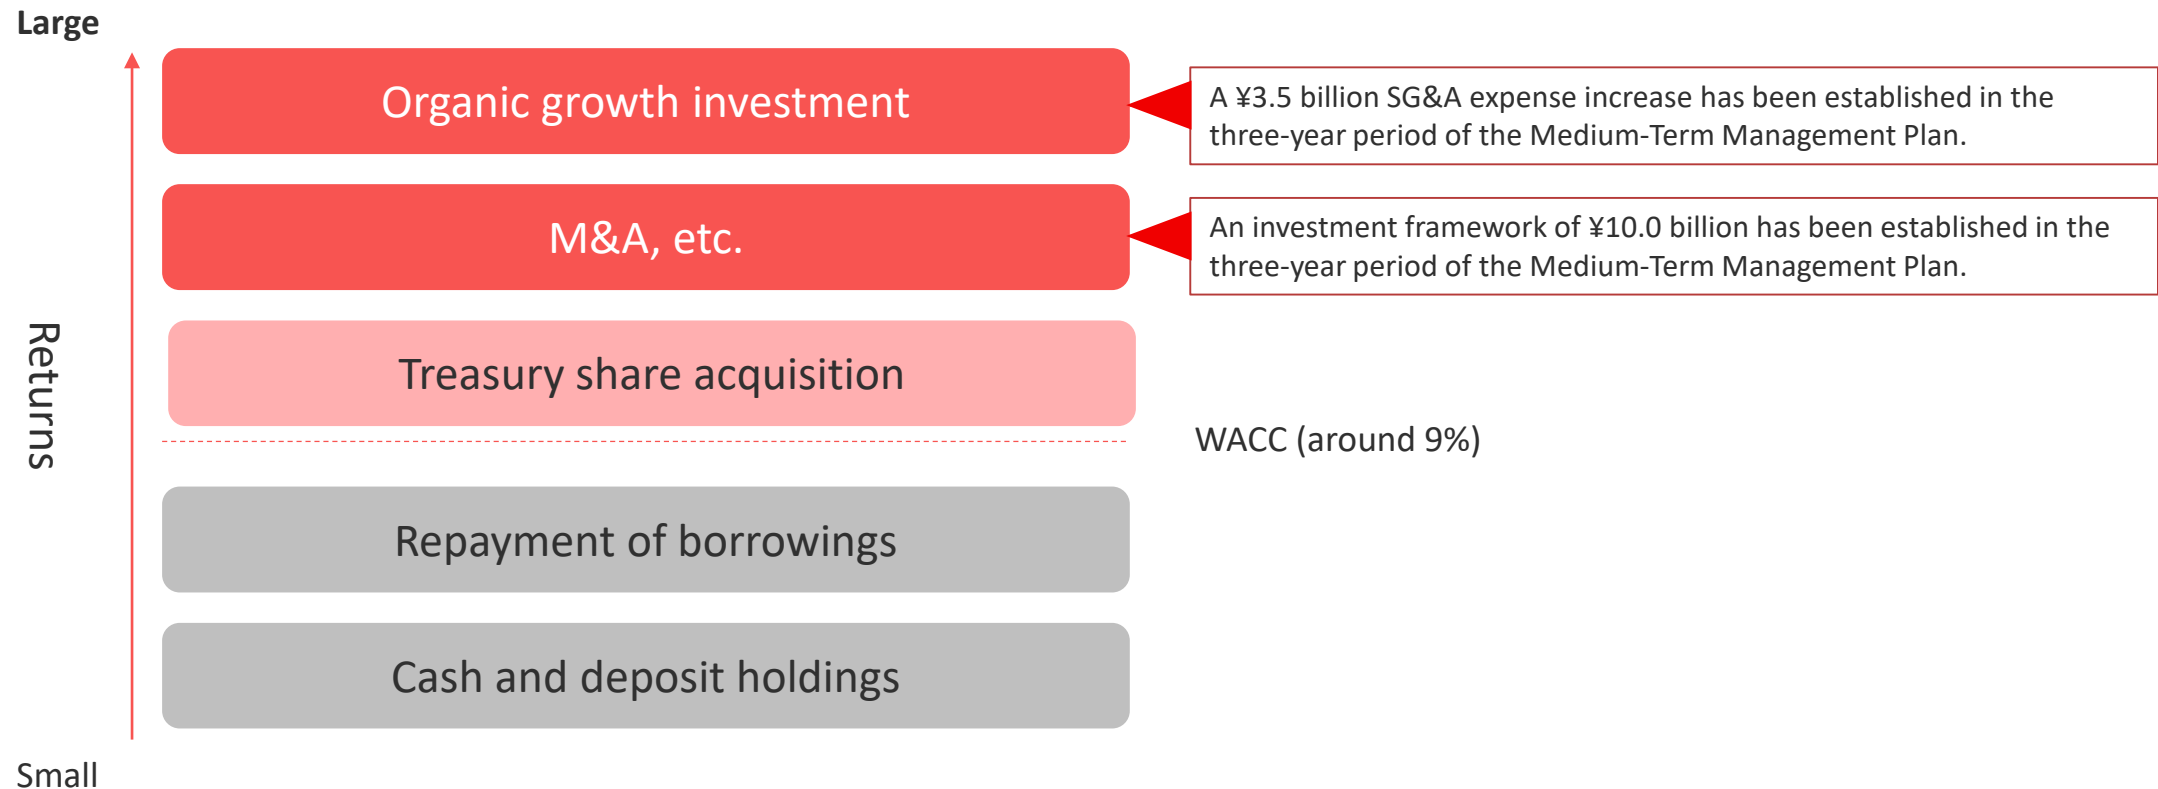 Large
Organic growth investment
A ¥3.5 billion SG&A expense increase has been established in the
three-year period of the Medium-Term Management Plan.
M&A, etc.
An investment framework of ¥10.0 billion has been established in the
three-year period of the Medium-Term Management Plan.
Returns
Treasury share acquisition
WACC (around 9%)
Repayment of borrowings
Cash and deposit holdings
Small